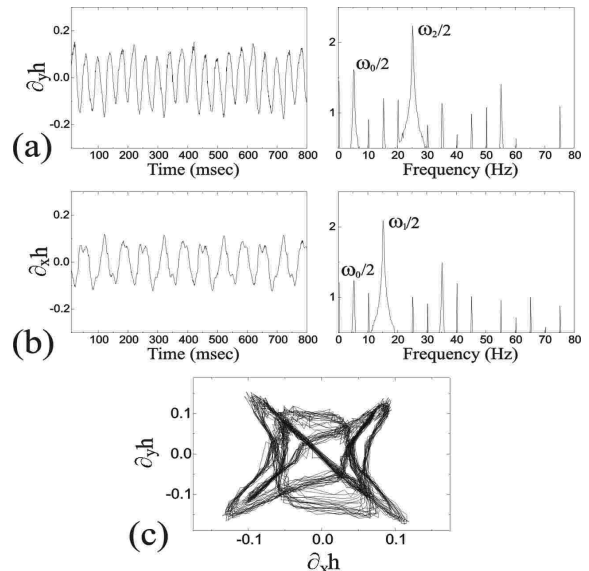 ∂yh
0.2
0.0
-0.2
100 200 300 400 500 600 700 800
Time (msec)
(a)
2
1
ω0/2
ω2/2
0 10 20 30 40 50 60 70 80
Frequency (Hz)
∂xh
0.2
0.0
-0.2
100 200 300 400 500 600 700 800
Time (msec)
(b)
2
1
ω0/2
ω1/2
0 10 20 30 40 50 60 70 80
Frequency (Hz)
∂yh
0.1
0.0
-0.1
-0.1 0.0 0.1
∂xh
(c)